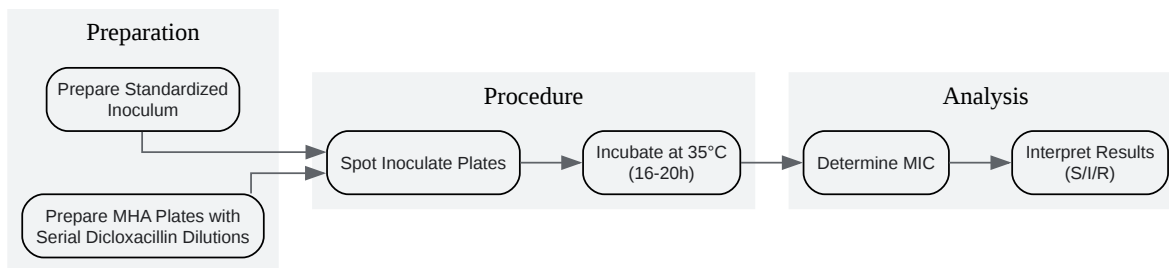 Preparation
Prepare Standardized
Inoculum
Prepare MHA Plates with
Serial Dicloxacillin Dilutions
Procedure
Spot Inoculate Plates
Incubate at 35°C
(16-20h)
Analysis
Determine MIC
Interpret Results
(S/I/R)